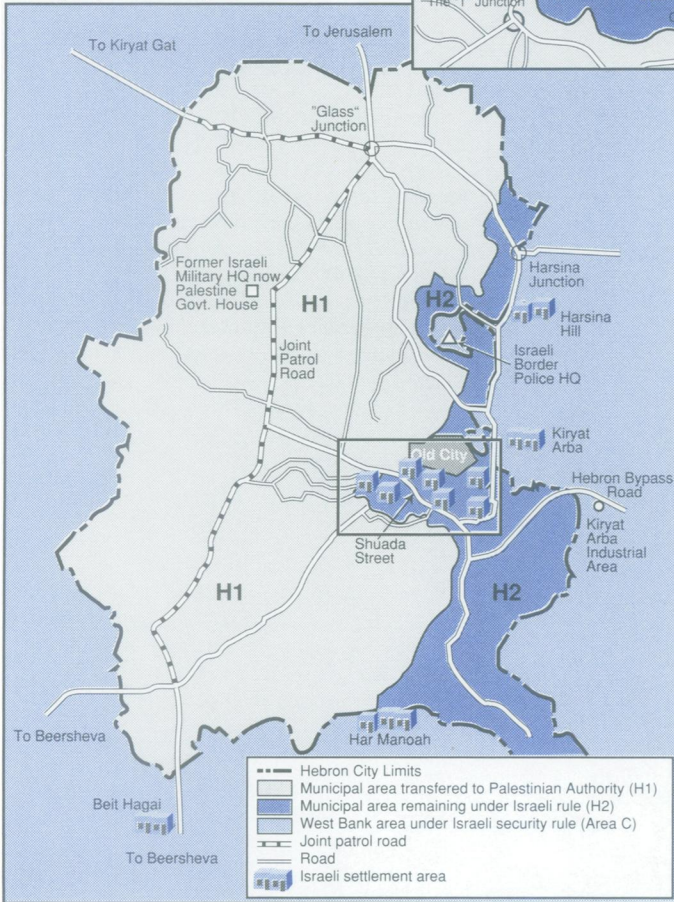 The "T" Junction
To Kiryat Gat
To Jerusalem
"Glass"
Junction
Former Israeli
Military HQ now
Palestine
Govt. House
H1
H2
Harsina
Junction
Harsina
Hill
Israeli
Border
Police HQ
Joint
Patrol
Road
Old City
Kiryat
Arba
Hebron Bypass
Road
Kiryat
Arba
Industrial
Area
Shuada
Street
H1
H2
To Beersheva
Har Manoah
Beit Hagai
To Beersheva
Hebron City Limits
Municipal area transfered to Palestinian Authority (H1)
Municipal area remaining under Israeli rule (H2)
West Bank area under Israeli security rule (Area C)
Joint patrol road
Road
Israeli settlement area